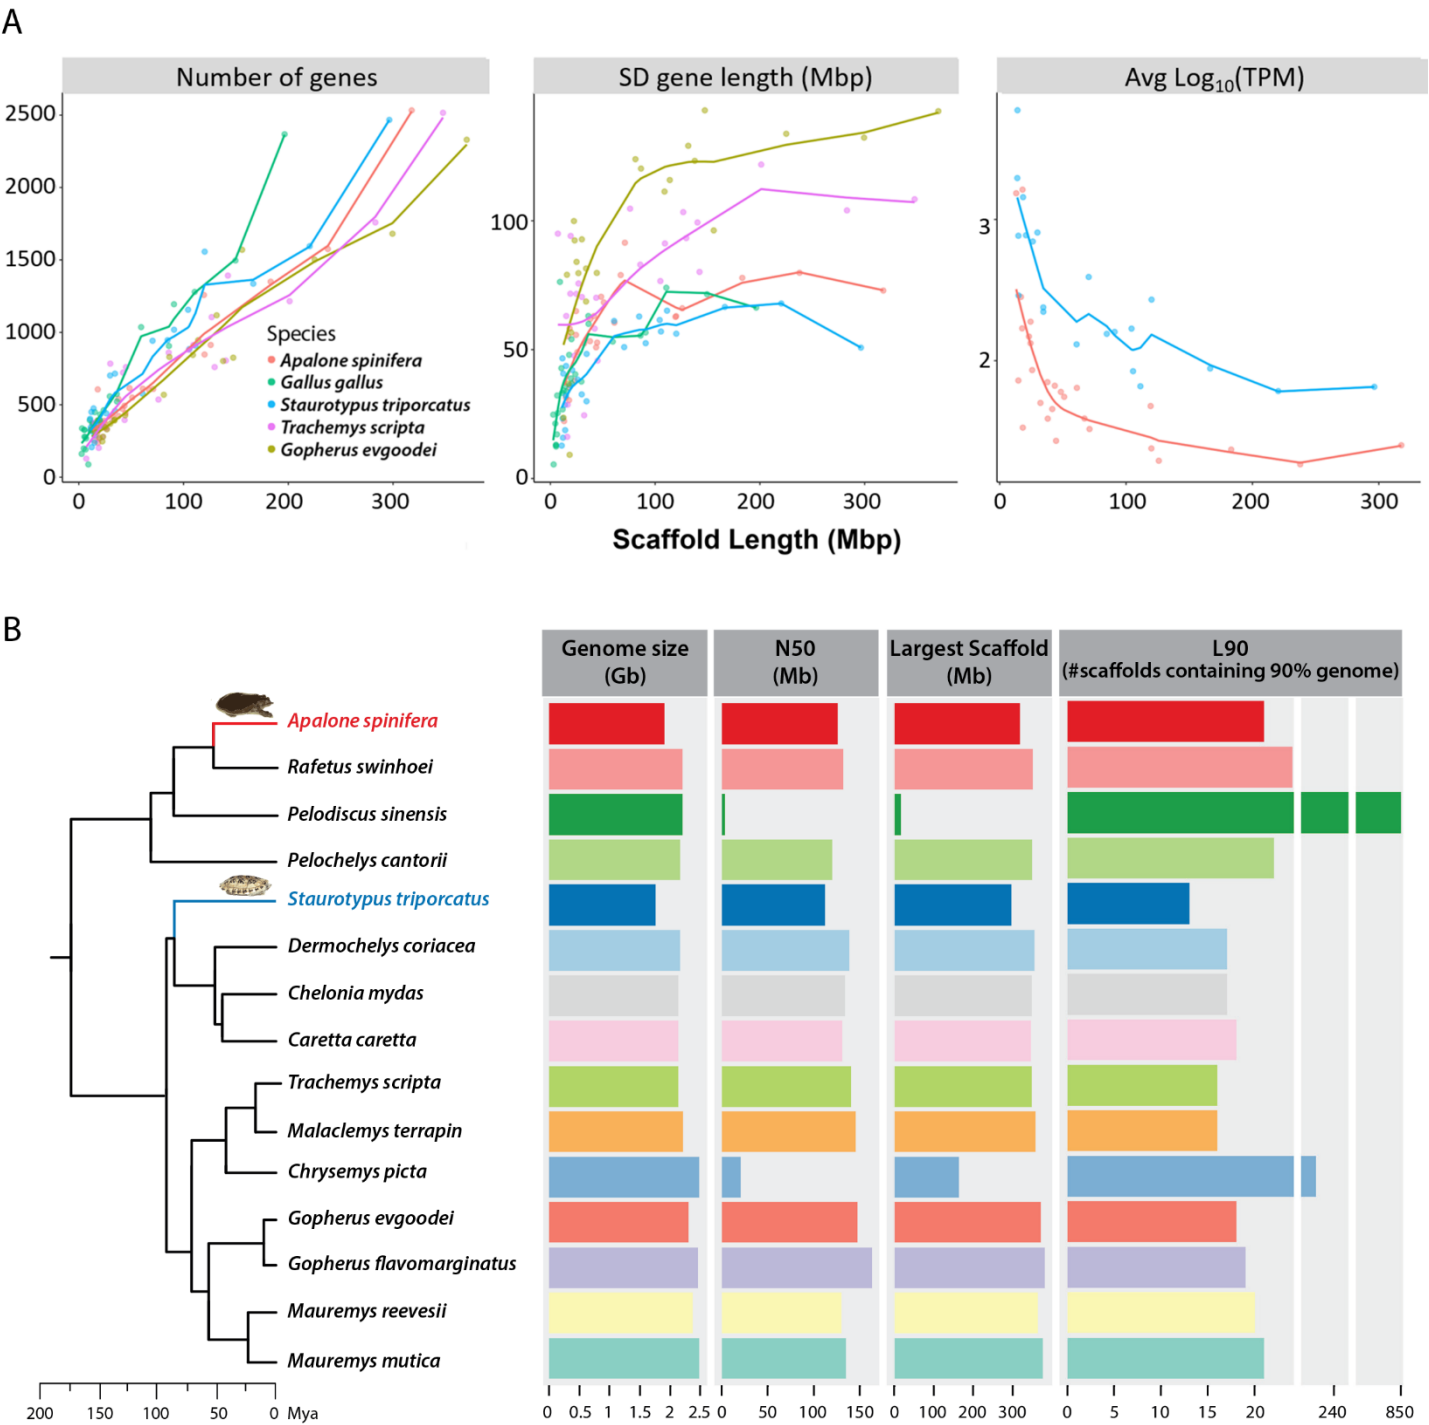 A
Number of genes
SD gene length (Mbp)
Avg Log₁₀(TPM)
2500
2000
1500
1000
500
0
0 100 200 300
Species
Apalone spinifera
Gallus gallus
Staurotypus triporcatus
Trachemys scripta
Gopherus evgoodei
100
50
0
0 100 200 300
3
2
0 100 200 300
Scaffold Length (Mbp)
B
Genome size
(Gb)
N50
(Mb)
Largest Scaffold
(Mb)
L90
(#scaffolds containing 90% genome)
Apalone spinifera
Rafetus swinhoei
Pelodiscus sinensis
Pelochelys cantorii
Staurotypus triporcatus
Dermochelys coriacea
Chelonia mydas
Caretta caretta
Trachemys scripta
Malaclemys terrapin
Chrysemys picta
Gopherus evgoodei
Gopherus flavomarginatus
Mauremys reevesii
Mauremys mutica
200 150 100 50 0 Mya
0 0.5 1 1.5 2 2.5
0 50 100 150
0 100 200 300
0 5 10 15 20 240 850